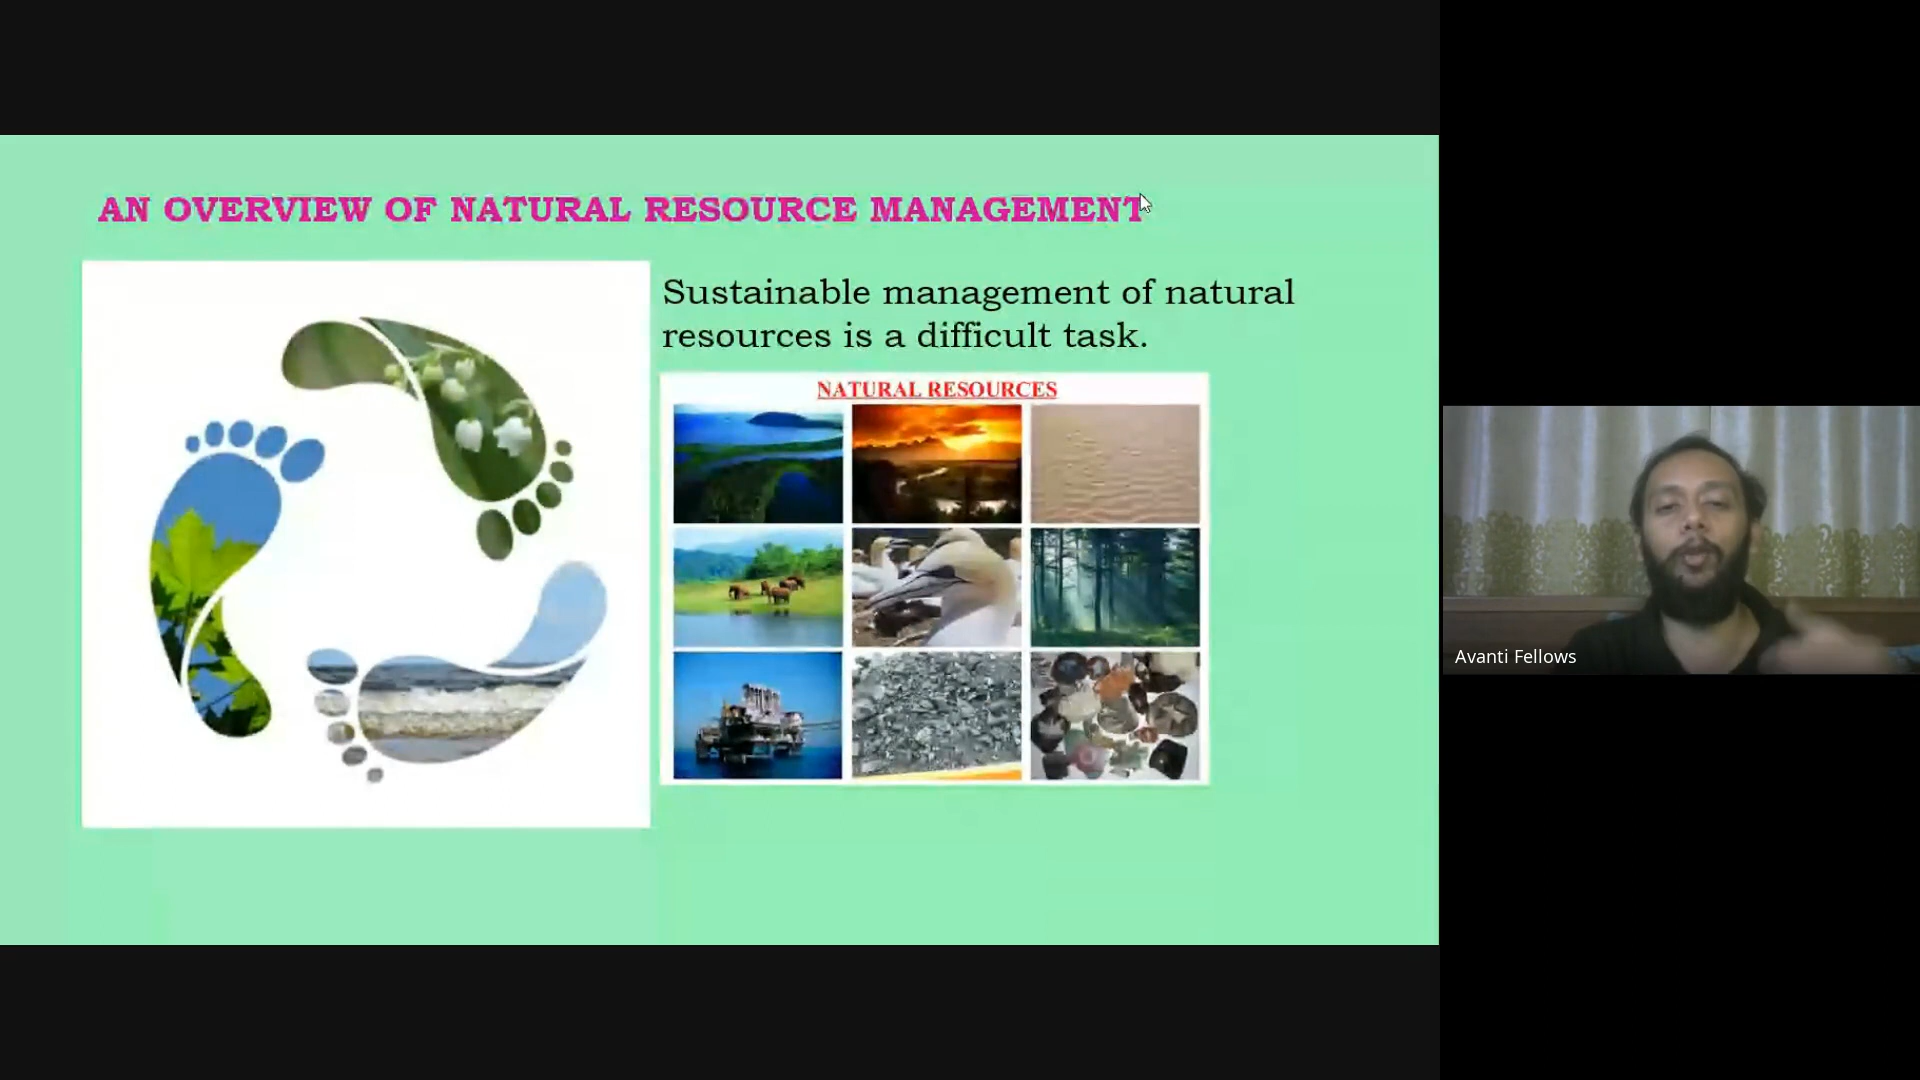 AN OVERVIEW OF NATURAL RESOURCE MANAGEMENT
Sustainable management of natural
resources is a difficult task.
NATURAL RESOURCES
Avanti Fellows